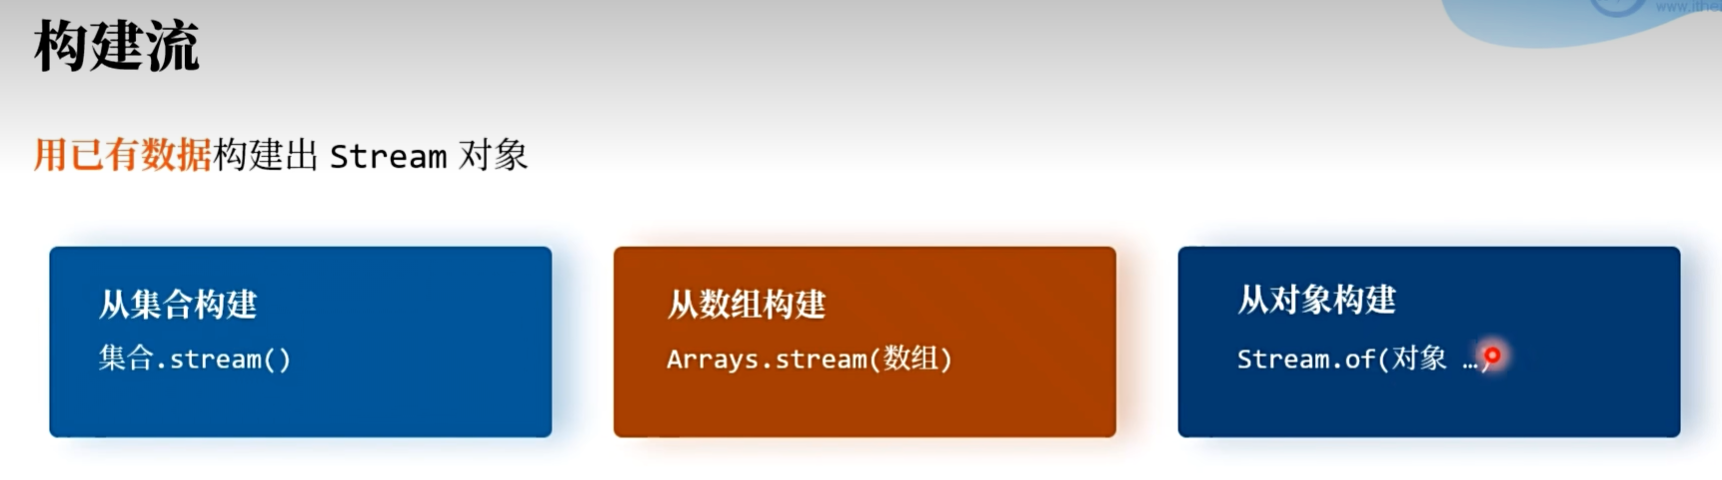 构建流
用已有数据构建出 Stream 对象
从集合构建
集合.stream()
从数组构建
Arrays.stream(数组)
从对象构建
Stream.of(对象 …)